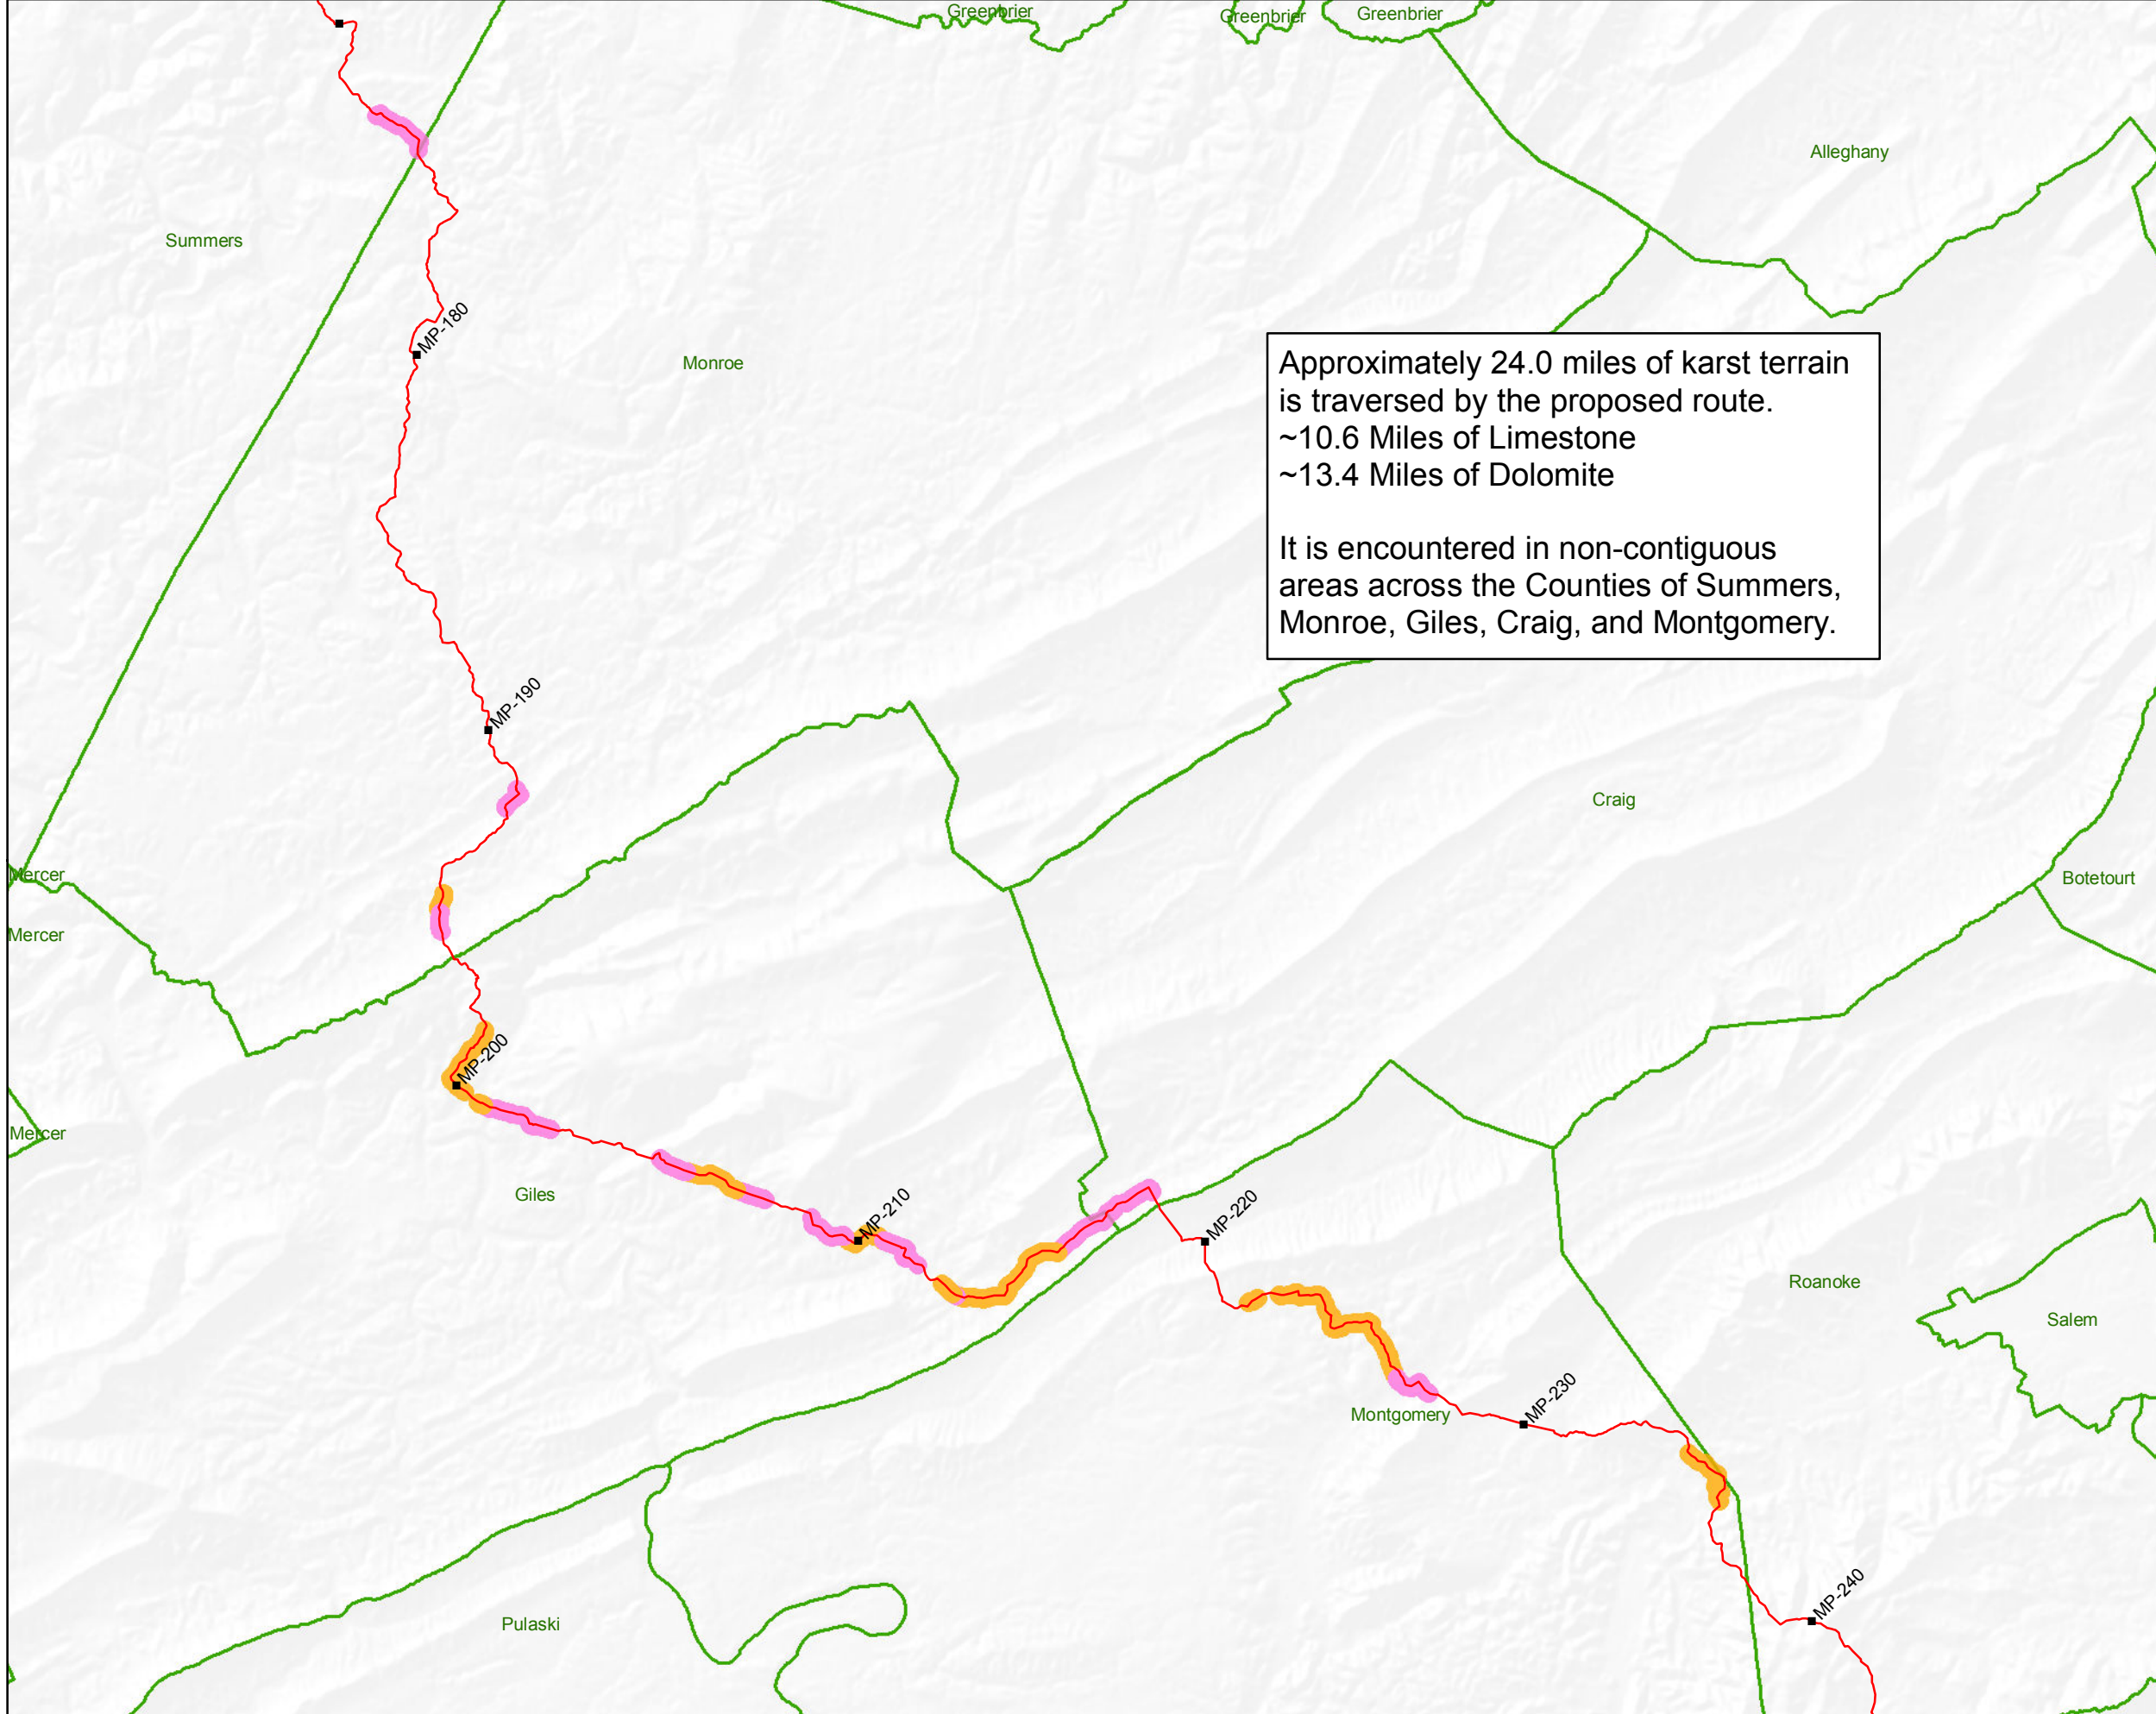 Greenbrier
Greenbrier
Greenbrier
Alleghany
Summers
MP-180
Monroe
Approximately 24.0 miles of karst terrain
is traversed by the proposed route.
~10.6 Miles of Limestone
~13.4 Miles of Dolomite
It is encountered in non-contiguous
areas across the Counties of Summers,
Monroe, Giles, Craig, and Montgomery.
MP-190
Craig
Mercer
Botetourt
Mercer
MP-200
Mercer
Giles
MP-210
MP-220
Roanoke
Salem
MP-230
Montgomery
MP-240
Pulaski